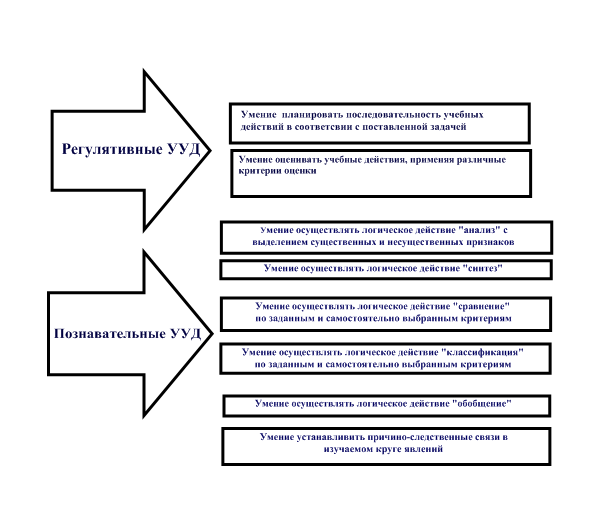 Регулятивные УУД
Умение планировать последовательность учебных
действий в соответсвии с поставленной задачей
Умение оценивать учебные действия, применяя различные
критерии оценки
Познавательные УУД
Умение осуществлять логическое действие "анализ" с
выделением существенных и несущественных признаков
Умение осуществлять логическое действие "синтез"
Умение осуществлять логическое действие "сравнение"
по заданным и самостоятельно выбранным критериям
Умение осуществлять логическое действие "классификация"
по заданным и самостоятельно выбранным критериям
Умение осуществлять логическое действие "обобщение"
Умение устанивить причино-следственные связи в
изучаемом круге явлений